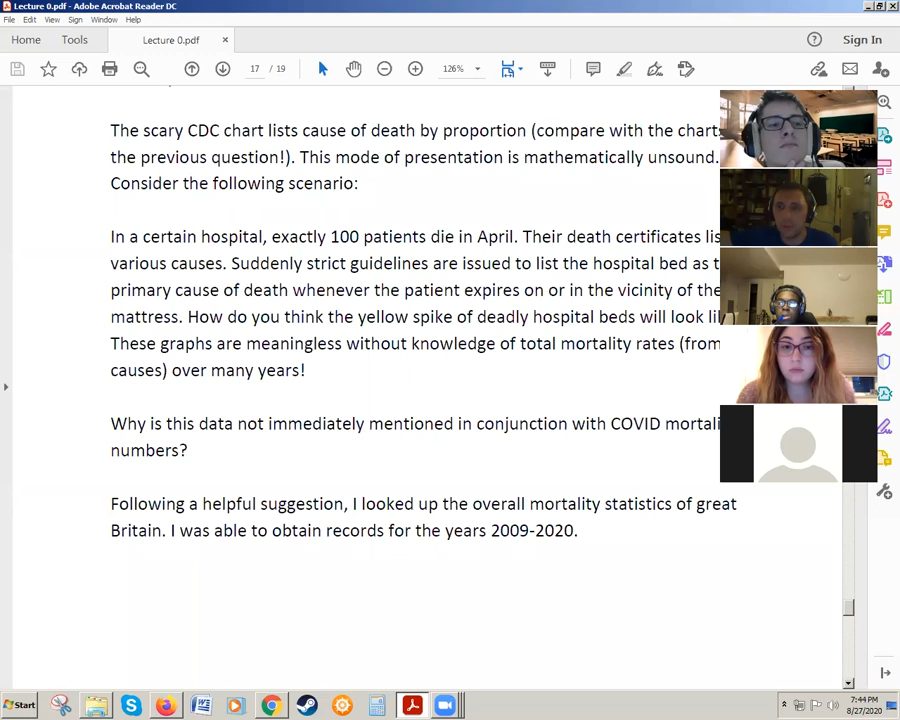 Lecture 0.pdf - Adobe Acrobat Reader DC
File Edit View Sign Window Help
Home Tools Lecture 0.pdf × Sign In
17 / 19 126%
The scary CDC chart lists cause of death by proportion (compare with the charts
the previous question!). This mode of presentation is mathematically unsound.
Consider the following scenario:
In a certain hospital, exactly 100 patients die in April. Their death certificates
various causes. Suddenly strict guidelines are issued to list the hospital bed as
primary cause of death whenever the patient expires on or in the vicinity of the
mattress. How do you think the yellow spike of deadly hospital beds will look
These graphs are meaningless without knowledge of total mortality rates (from
causes) over many years!
Why is this data not immediately mentioned in conjunction with COVID
numbers?
Following a helpful suggestion, I looked up the overall mortality statistics of great
Britain. I was able to obtain records for the years 2009-2020.
Start
7:44 PM
8/27/2020